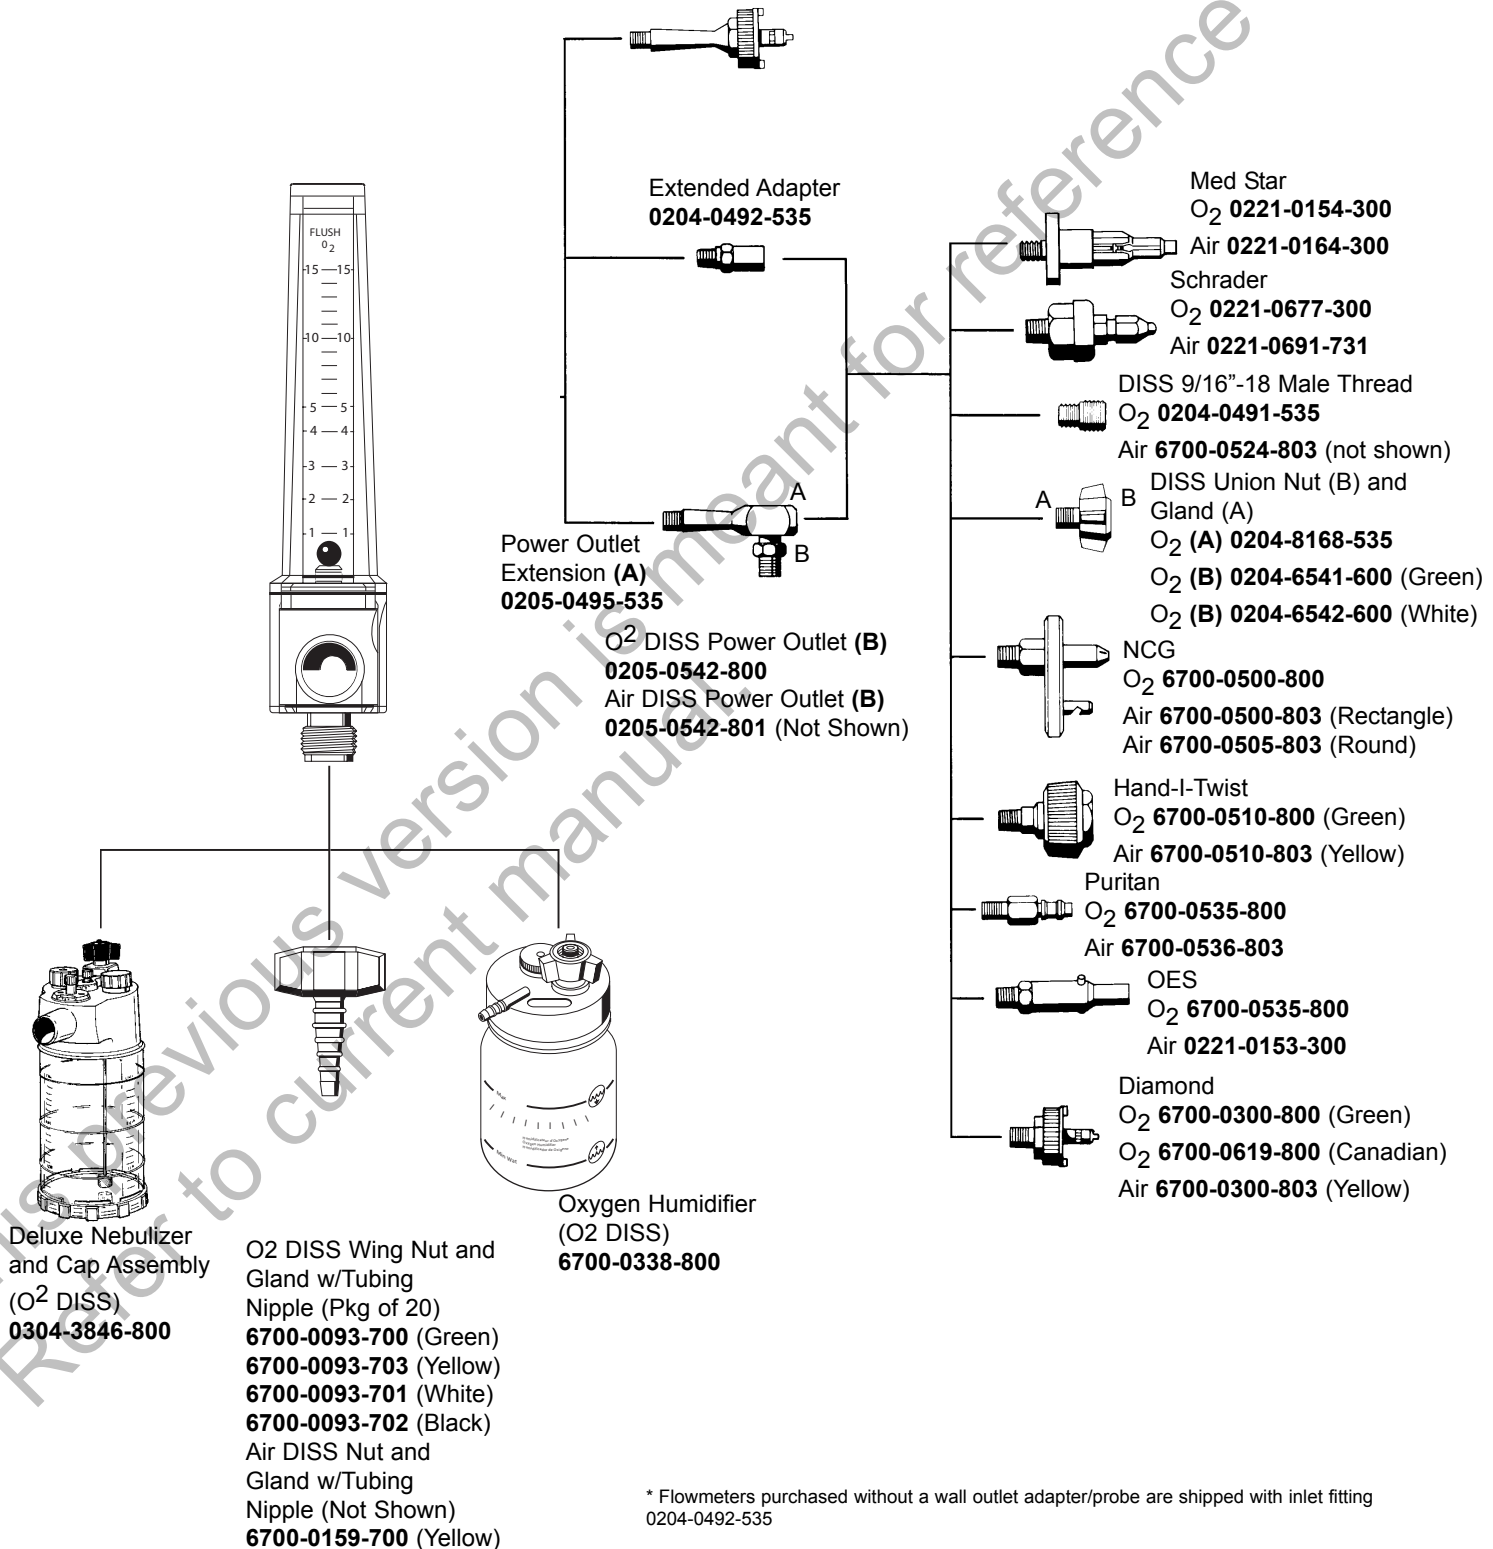 Extended Adapter
0204-0492-535
FLUSH
0 2
15 15
10 10
5 5
4 4
3 3
2 2
1 1
A
B
Power Outlet
Extension (A)
0205-0495-535
O2 DISS Power Outlet (B)
0205-0542-800
Air DISS Power Outlet (B)
0205-0542-801 (Not Shown)
Med Star
O2 0221-0154-300
Air 0221-0164-300
Schrader
O2 0221-0677-300
Air 0221-0691-731
DISS 9/16”-18 Male Thread
O2 0204-0491-535
Air 6700-0524-803 (not shown)
A B
DISS Union Nut (B) and
Gland (A)
O2 (A) 0204-8168-535
O2 (B) 0204-6541-600 (Green)
O2 (B) 0204-6542-600 (White)
NCG
O2 6700-0500-800
Air 6700-0500-803 (Rectangle)
Air 6700-0505-803 (Round)
Hand-I-Twist
O2 6700-0510-800 (Green)
Air 6700-0510-803 (Yellow)
Puritan
O2 6700-0535-800
Air 6700-0536-803
OES
O2 6700-0535-800
Air 0221-0153-300
Diamond
O2 6700-0300-800 (Green)
O2 6700-0619-800 (Canadian)
Air 6700-0300-803 (Yellow)
Deluxe Nebulizer
and Cap Assembly
(O2 DISS)
0304-3846-800
O2 DISS Wing Nut and
Gland w/Tubing
Nipple (Pkg of 20)
6700-0093-700 (Green)
6700-0093-703 (Yellow)
6700-0093-701 (White)
6700-0093-702 (Black)
Air DISS Nut and
Gland w/Tubing
Nipple (Not Shown)
6700-0159-700 (Yellow)
Max
Oxygen Humidifier
(O2 DISS)
6700-0338-800
* Flowmeters purchased without a wall outlet adapter/probe are shipped with inlet fitting
0204-0492-535
This previous version is meant for reference
Refer to current manual.